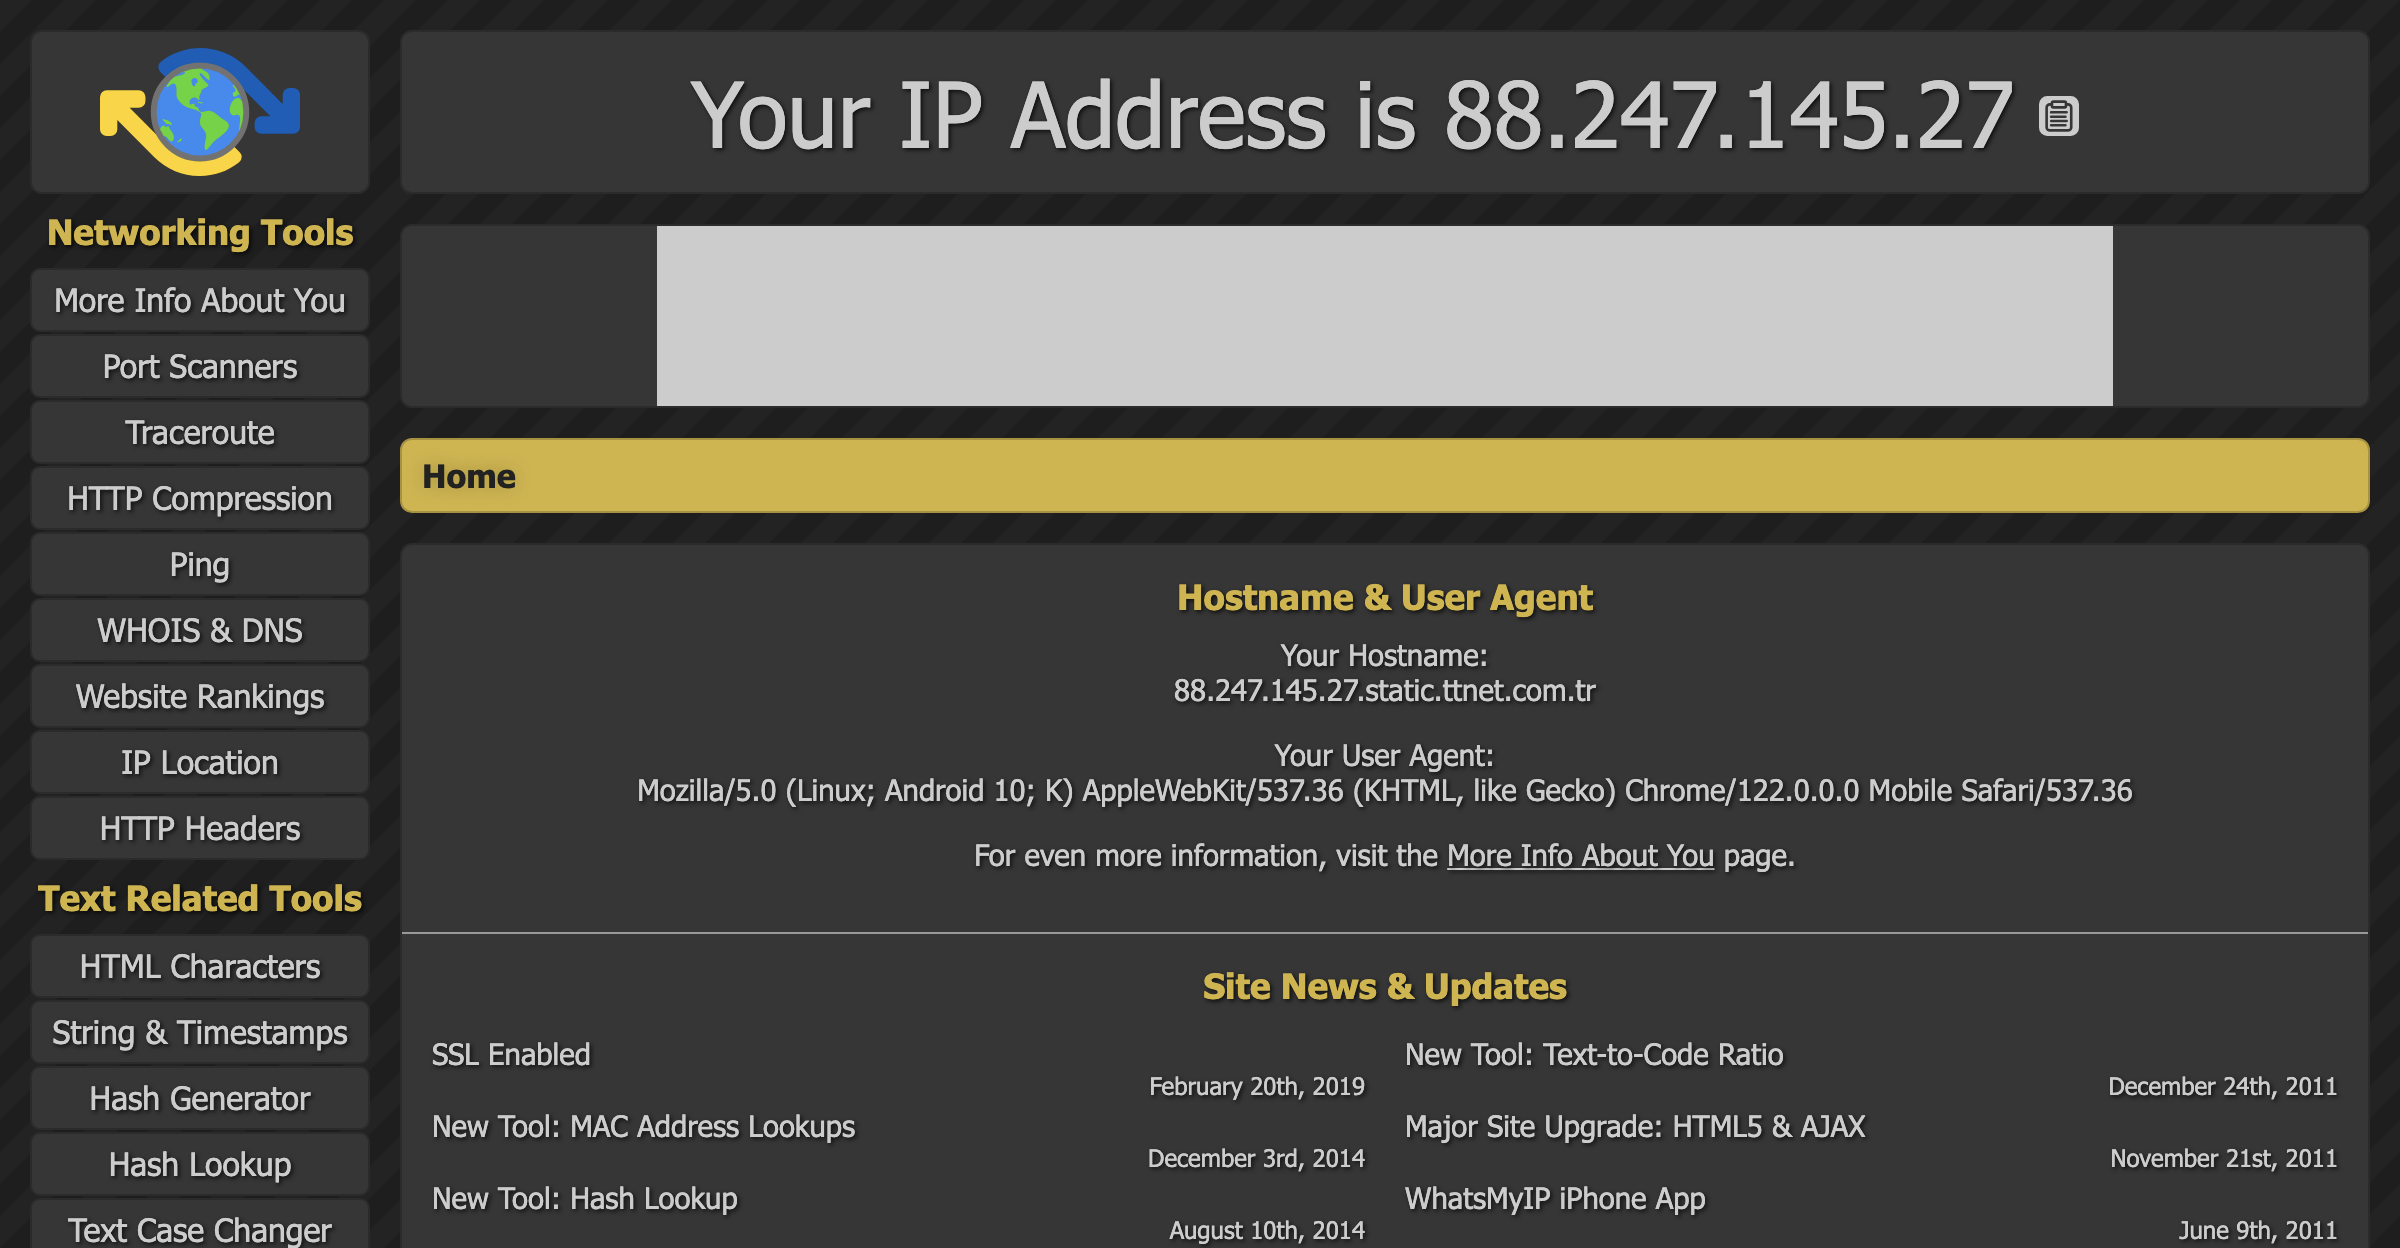 Your IP Address is 88.247.145.27
Networking Tools
More Info About You
Port Scanners
Traceroute
HTTP Compression
Ping
WHOIS & DNS
Website Rankings
IP Location
HTTP Headers
Text Related Tools
HTML Characters
String & Timestamps
Hash Generator
Hash Lookup
Text Case Changer
Home
Hostname & User Agent
Your Hostname:
88.247.145.27.static.ttnet.com.tr
Your User Agent:
Mozilla/5.0 (Linux; Android 10; K) AppleWebKit/537.36 (KHTML, like Gecko) Chrome/122.0.0.0 Mobile Safari/537.36
For even more information, visit the More Info About You page.
Site News & Updates
SSL Enabled
February 20th, 2019
New Tool: MAC Address Lookups
December 3rd, 2014
New Tool: Hash Lookup
August 10th, 2014
New Tool: Text-to-Code Ratio
December 24th, 2011
Major Site Upgrade: HTML5 & AJAX
November 21st, 2011
WhatsMyIP iPhone App
June 9th, 2011